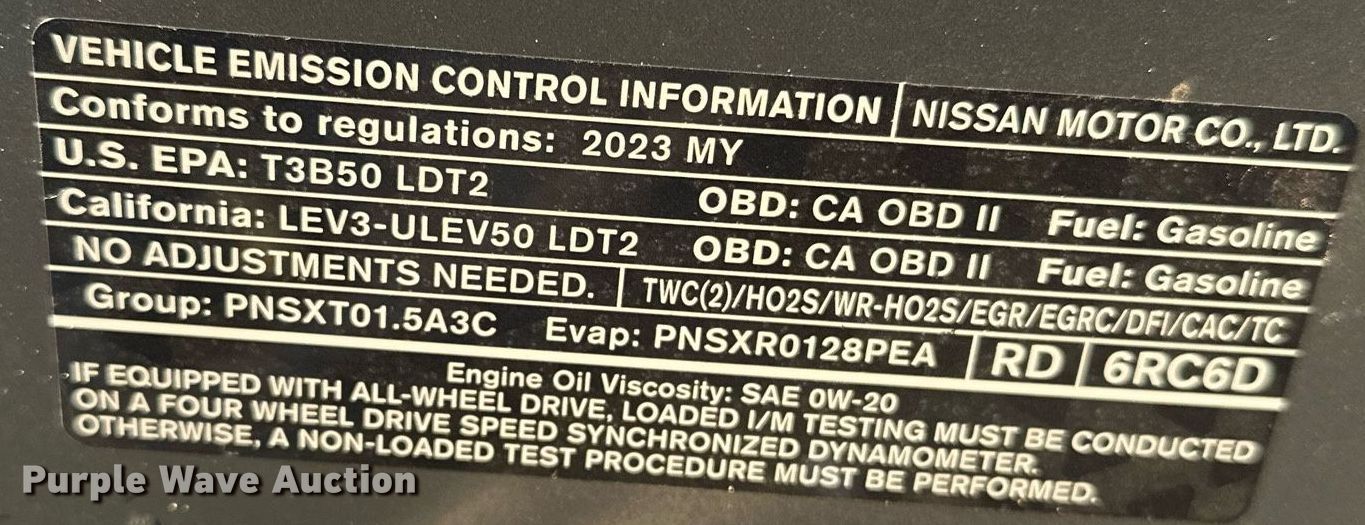 VEHICLE EMISSION CONTROL INFORMATION NISSAN MOTOR CO., LTD.
Conforms to regulations: 2023 MY
U.S. EPA: T3B50 LDT2 OBD: CA OBD II Fuel: Gasoline
California: LEV3-ULEV50 LDT2 OBD: CA OBD II Fuel: Gasoline
NO ADJUSTMENTS NEEDED. TWC(2)/HO2S/WR-HO2S/EGR/EGRC/DFI/CAC/TC
Group: PNSXT01.5A3C Evap: PNSXR0128PEA RD 6RC6D
Engine Oil Viscosity: SAE 0W-20
IF EQUIPPED WITH ALL-WHEEL DRIVE, LOADED I/M TESTING MUST BE CONDUCTED
ON A FOUR WHEEL DRIVE SPEED SYNCHRONIZED DYNAMOMETER.
OTHERWISE, A NON-LOADED TEST PROCEDURE MUST BE PERFORMED.
Purple Wave Auction